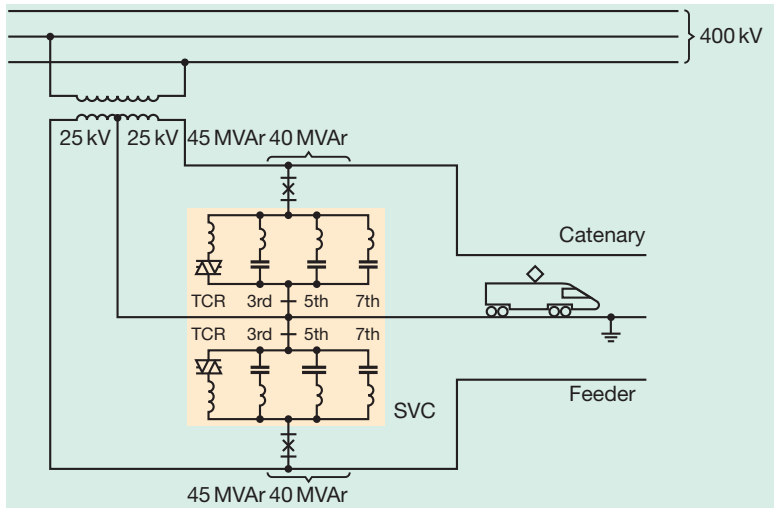 400 kV
25 kV 25 kV 45 MVAr 40 MVAr
Catenary
TCR 3rd 5th 7th
TCR 3rd 5th 7th
Feeder
SVC
45 MVAr 40 MVAr